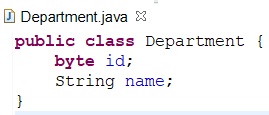 Department.java
public class Department {
    byte id;
    String name;
}